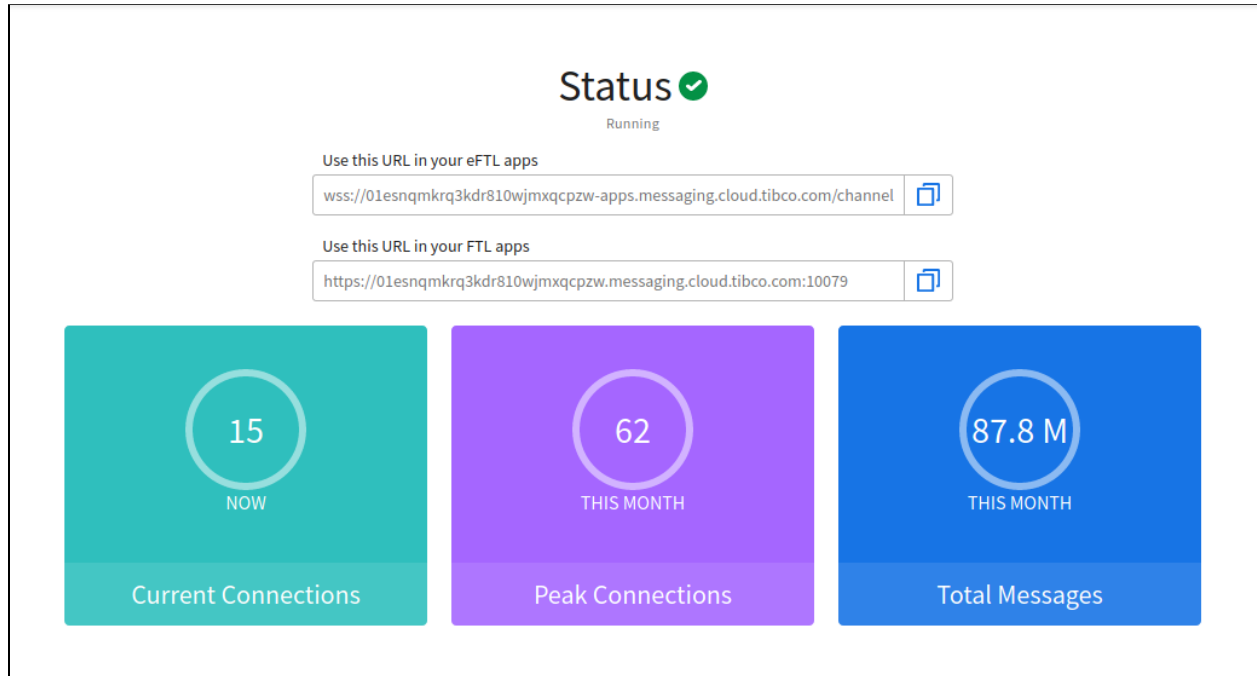 Status
Running
Use this URL in your eFTL apps
wss://01esnqmkrq3kdr810wjmxqcpzw-apps.messaging.cloud.tibco.com/channel
Use this URL in your FTL apps
https://01esnqmkrq3kdr810wjmxqcpzw.messaging.cloud.tibco.com:10079
15
NOW
Current Connections
62
THIS MONTH
Peak Connections
87.8 M
THIS MONTH
Total Messages